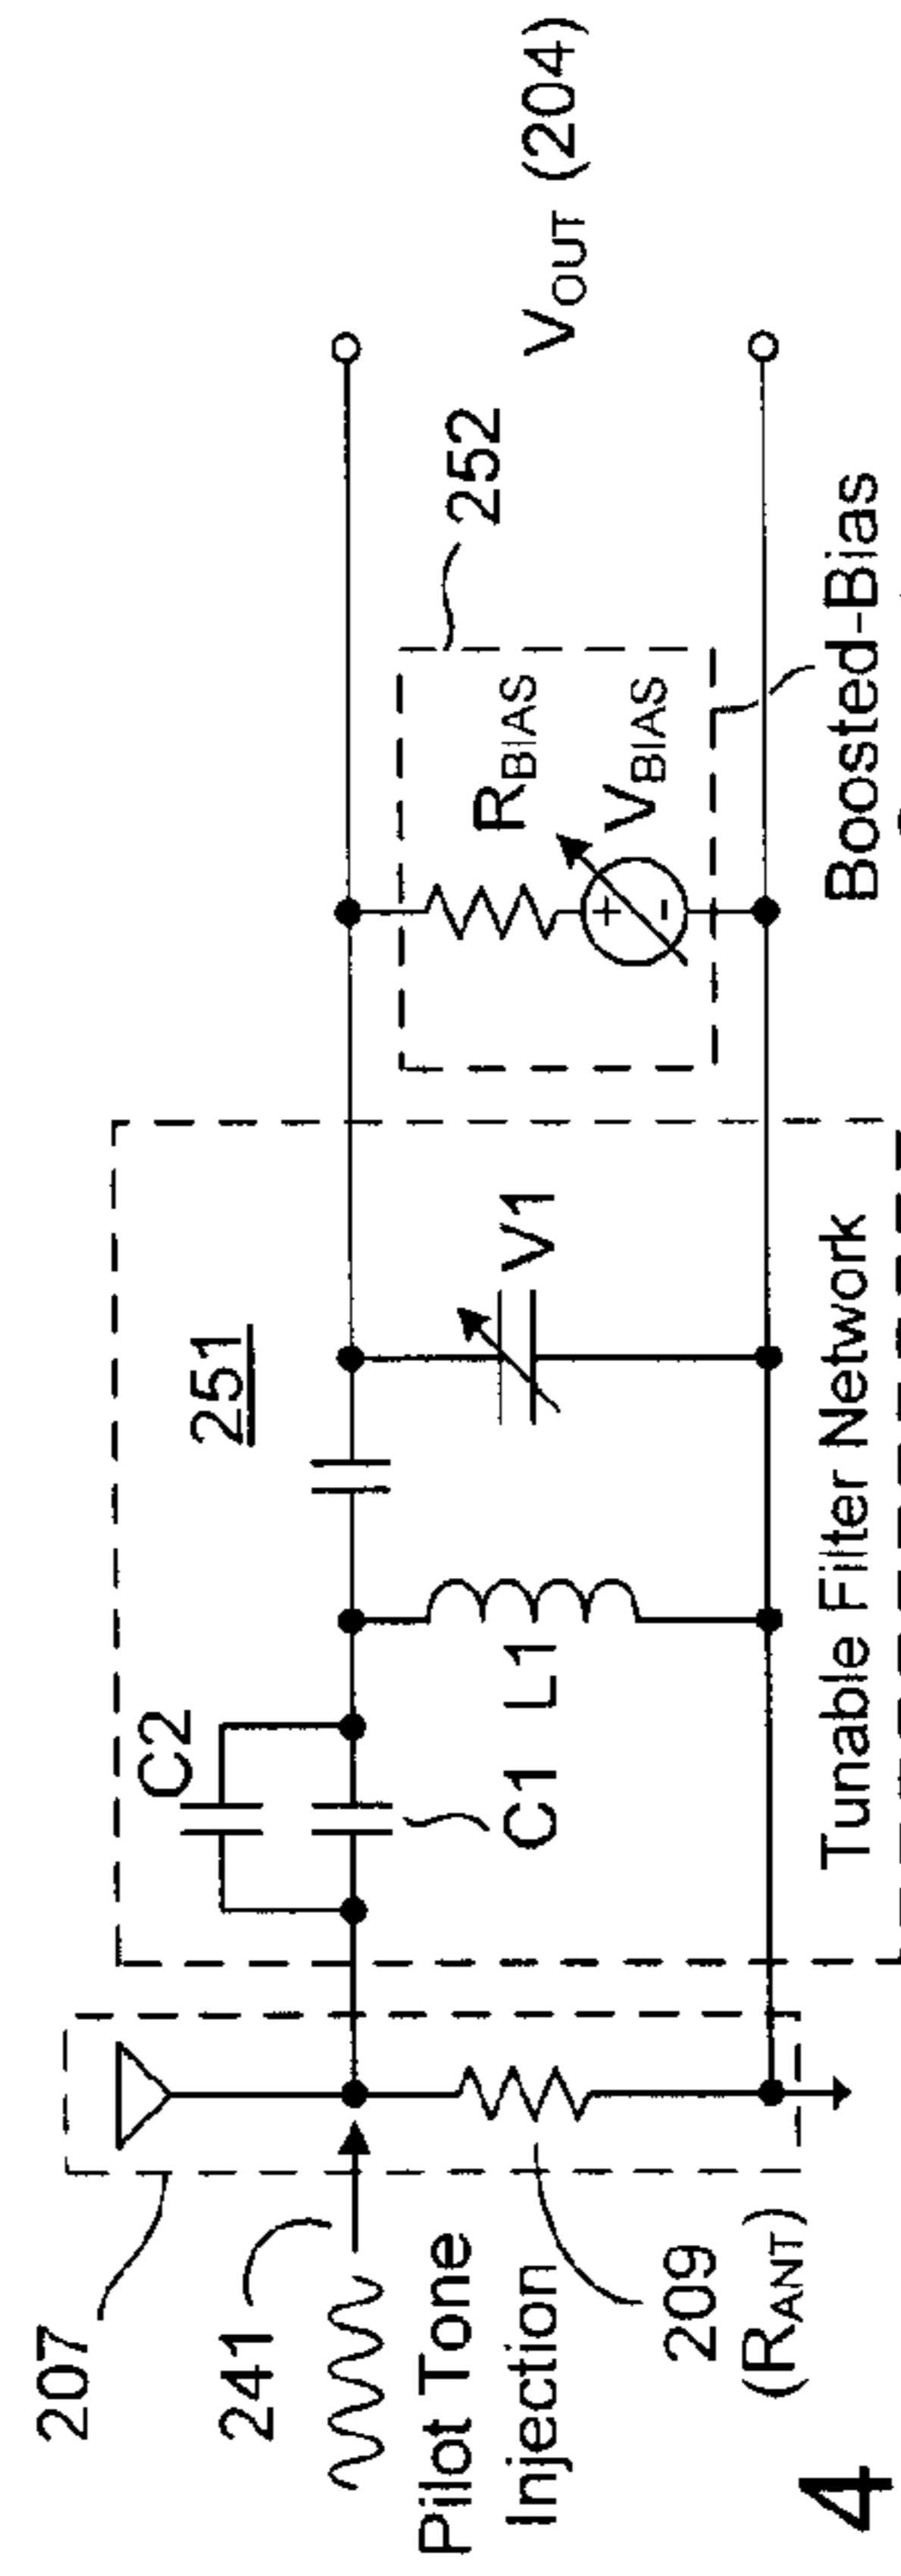 207
241
Pilot Tone
Injection
209
(RANT)
C2
C1
L1
251
V1
Tunable Filter Network
RBIAS
VBIAS
+
-
252
Boosted-Bias
VOUT (204)
4